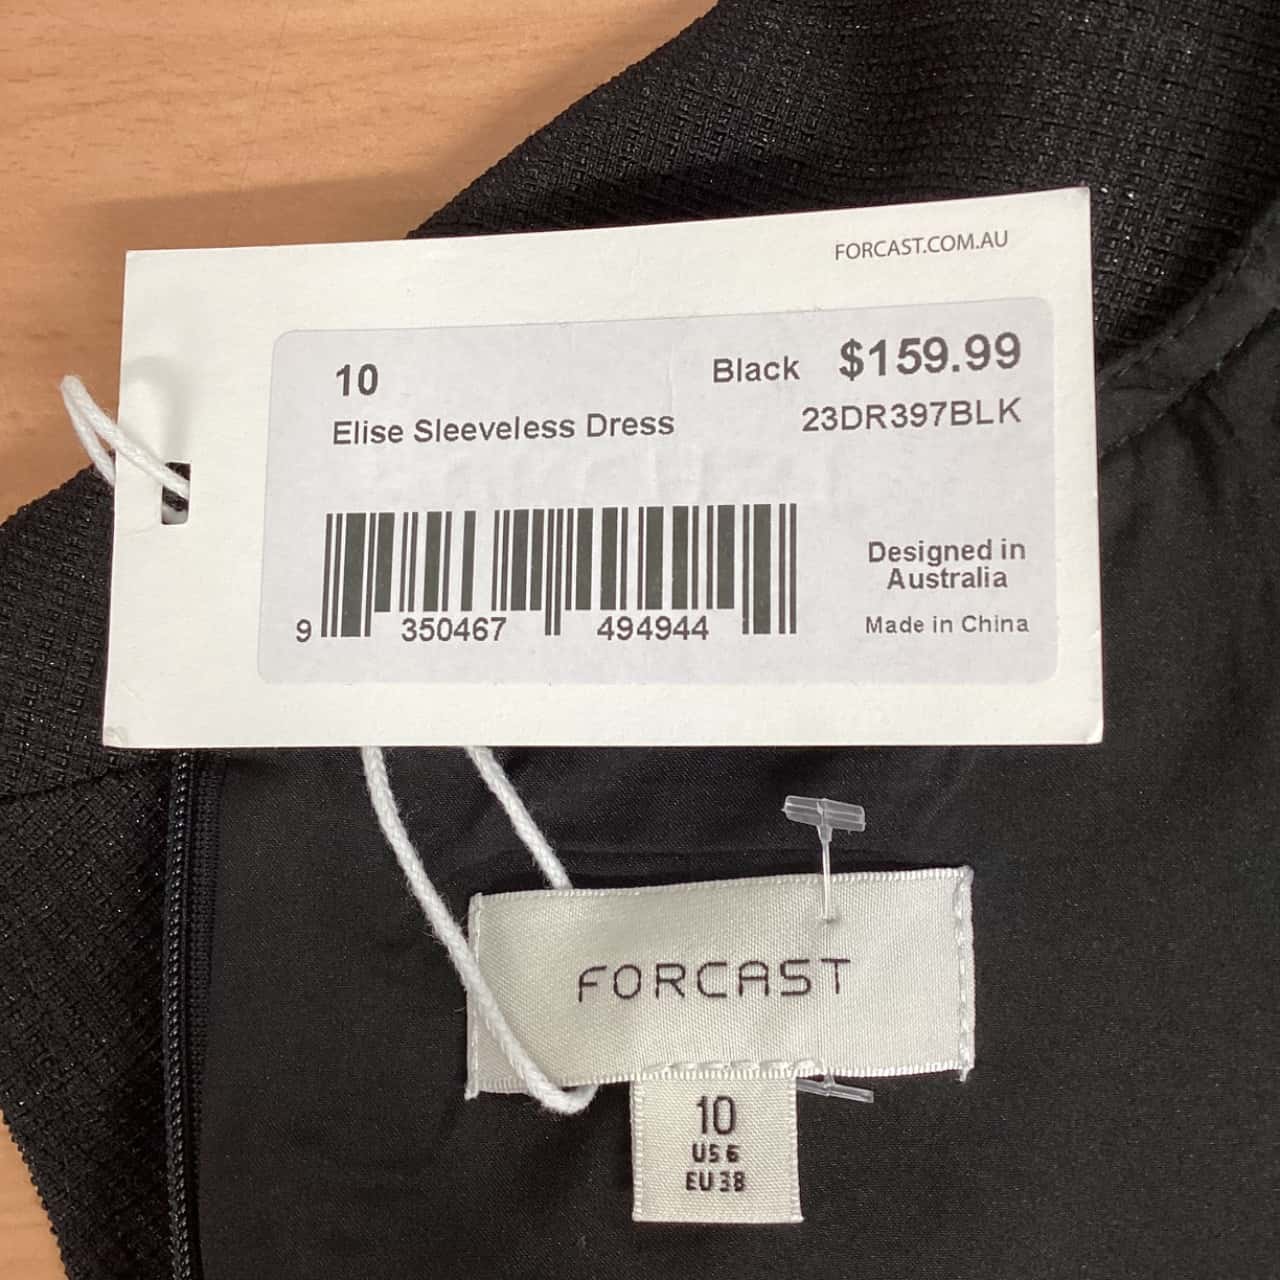 FORCAST.COM.AU
10
Black $159.99
Elise Sleeveless Dress
23DR397BLK
Designed in
Australia
Made in China
9 350467 494944
FORCAST
10
US 6
EU 38